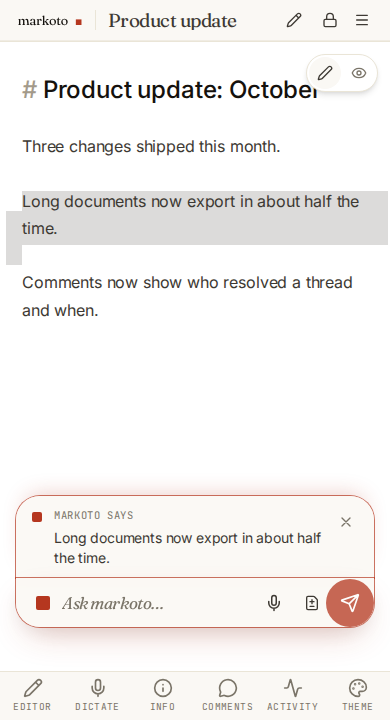 markoto Product update
# Product update: October
Three changes shipped this month.
Long documents now export in about half the
time.
Comments now show who resolved a thread
and when.
MARKOTO SAYS
Long documents now export in about half
the time.
Ask markoto...
EDITOR DICTATE INFO COMMENTS ACTIVITY THEME